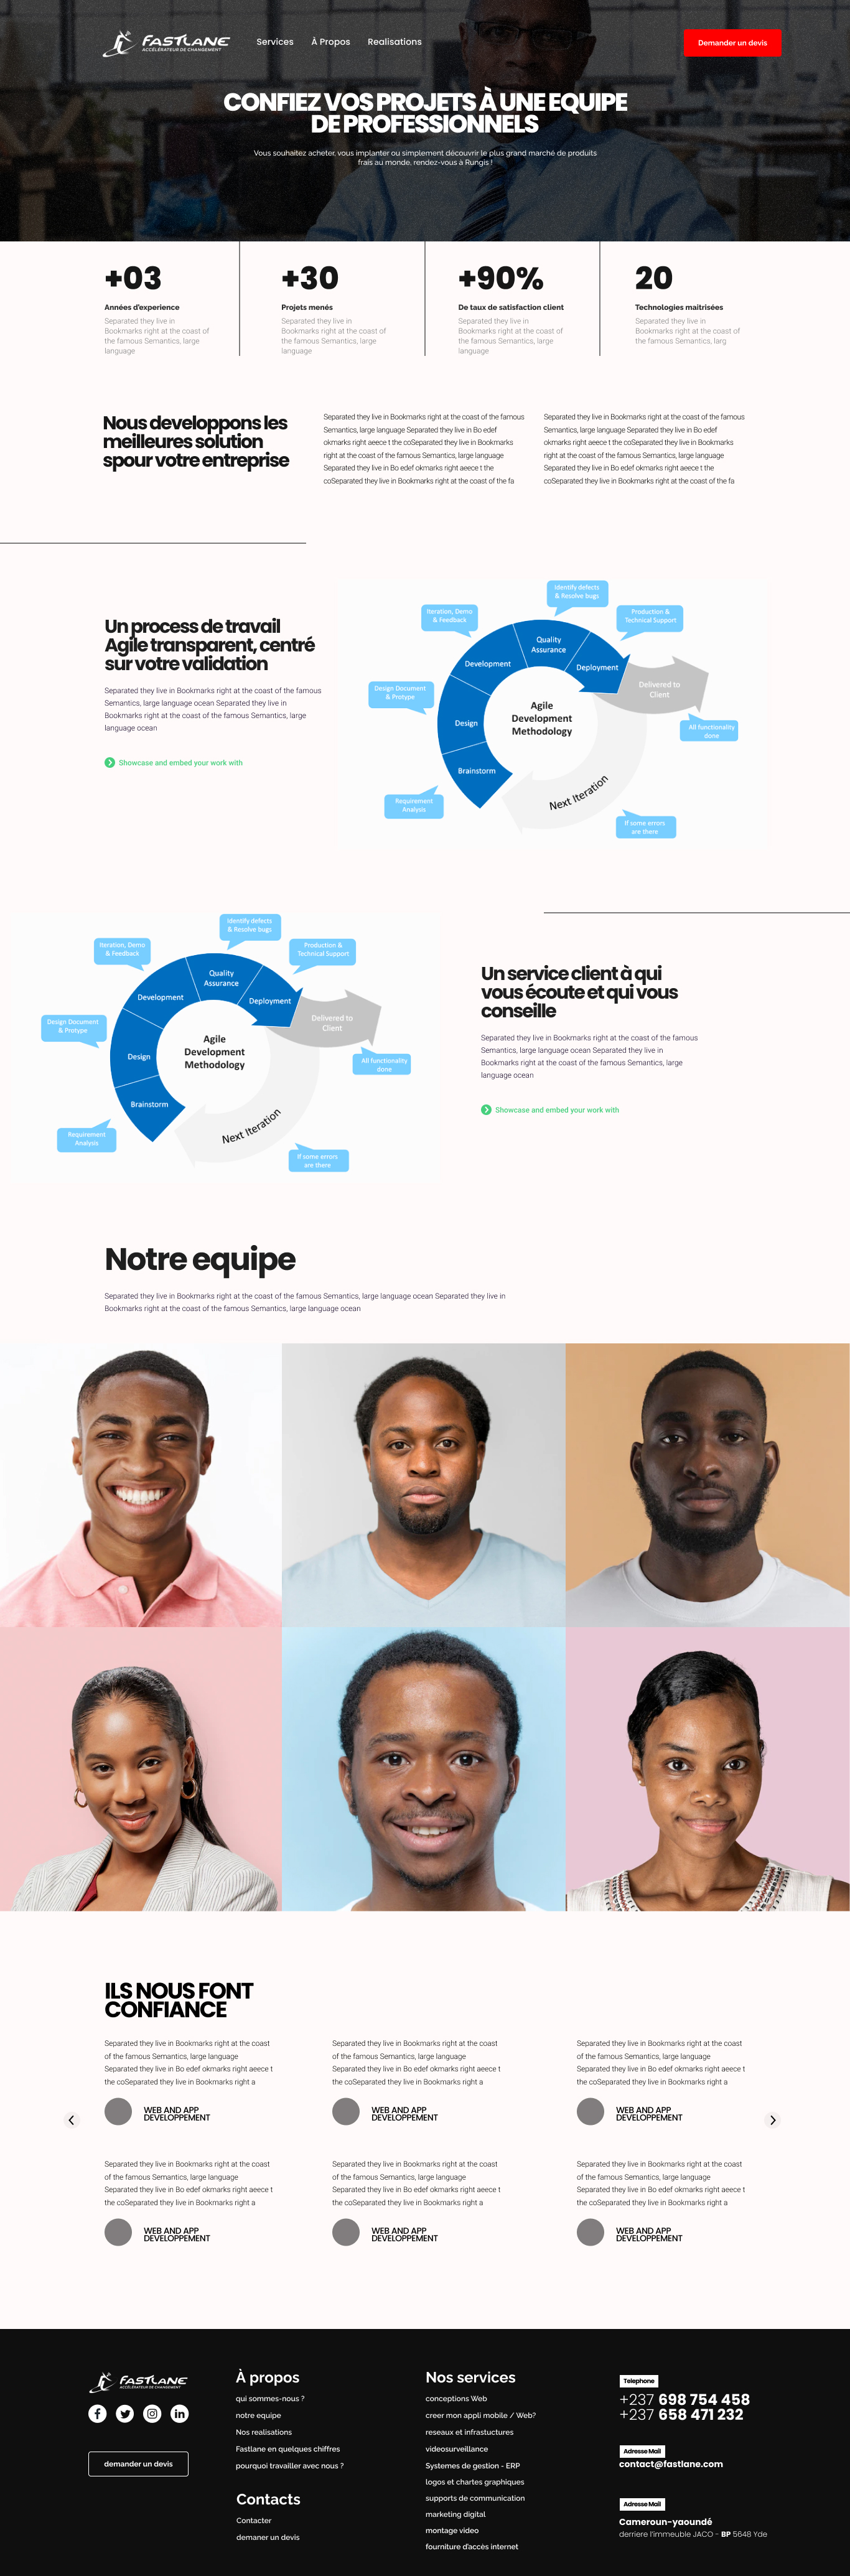 FASTLANE
ACCÉLÉRATEUR DE CHANGEMENT
Services
À Propos
Realisations
Demander un devis
CONFIEZ VOS PROJETS À UNE EQUIPE
DE PROFESSIONNELS
Vous souhaitez acheter, vous implanter ou simplement découvrir le plus grand marché de produits
frais au monde, rendez-vous à Rungis !
+03
Années d'experience
Separated they live in
Bookmarks right at the coast of
the famous Semantics, large
language
+30
Projets menés
Separated they live in
Bookmarks right at the coast of
the famous Semantics, large
language
+90%
De taux de satisfaction client
Separated they live in
Bookmarks right at the coast of
the famous Semantics, large
language
20
Technologies maitrisées
Separated they live in
Bookmarks right at the coast of
the famous Semantics, larg
Nous developpons les
meilleures solution
spour votre entreprise
Separated they live in Bookmarks right at the coast of the famous
Semantics, large language Separated they live in Bo edef
okmarks right aeece t the coSeparated they live in Bookmarks
right at the coast of the famous Semantics, large language
Separated they live in Bo edef okmarks right aeece t the
coSeparated they live in Bookmarks right at the coast of the fa
Separated they live in Bookmarks right at the coast of the famous
Semantics, large language Separated they live in Bo edef
okmarks right aeece t the coSeparated they live in Bookmarks
right at the coast of the famous Semantics, large language
Separated they live in Bo edef okmarks right aeece t the
coSeparated they live in Bookmarks right at the coast of the fa
Un process de travail
Agile transparent, centré
sur votre validation
Separated they live in Bookmarks right at the coast of the famous
Semantics, large language ocean Separated they live in
Bookmarks right at the coast of the famous Semantics, large
language ocean
Showcase and embed your work with
Identify defects
& Resolve bugs
Iteration, Demo
& Feedback
Production &
Technical Support
Quality
Assurance
Development
Deployment
Delivered to
Client
Design Document
& Protype
Agile
Development
Methodology
Design
All functionality
done
Brainstorm
Next Iteration
Requirement
Analysis
If some errors
are there
Identify defects
& Resolve bugs
Iteration, Demo
& Feedback
Production &
Technical Support
Quality
Assurance
Development
Deployment
Delivered to
Client
Design Document
& Protype
Agile
Development
Methodology
Design
All functionality
done
Brainstorm
Next Iteration
Requirement
Analysis
If some errors
are there
Un service client à qui
vous écoute et qui vous
conseille
Separated they live in Bookmarks right at the coast of the famous
Semantics, large language ocean Separated they live in
Bookmarks right at the coast of the famous Semantics, large
language ocean
Showcase and embed your work with
Notre equipe
Separated they live in Bookmarks right at the coast of the famous Semantics, large language ocean Separated they live in
Bookmarks right at the coast of the famous Semantics, large language ocean
ILS NOUS FONT
CONFIANCE
Separated they live in Bookmarks right at the coast
of the famous Semantics, large language
Separated they live in Bo edef okmarks right aeece t
the coSeparated they live in Bookmarks right a
WEB AND APP
DEVELOPPEMENT
Separated they live in Bookmarks right at the coast
of the famous Semantics, large language
Separated they live in Bo edef okmarks right aeece t
the coSeparated they live in Bookmarks right a
WEB AND APP
DEVELOPPEMENT
Separated they live in Bookmarks right at the coast
of the famous Semantics, large language
Separated they live in Bo edef okmarks right aeece t
the coSeparated they live in Bookmarks right a
WEB AND APP
DEVELOPPEMENT
Separated they live in Bookmarks right at the coast
of the famous Semantics, large language
Separated they live in Bo edef okmarks right aeece t
the coSeparated they live in Bookmarks right a
WEB AND APP
DEVELOPPEMENT
Separated they live in Bookmarks right at the coast
of the famous Semantics, large language
Separated they live in Bo edef okmarks right aeece t
the coSeparated they live in Bookmarks right a
WEB AND APP
DEVELOPPEMENT
Separated they live in Bookmarks right at the coast
of the famous Semantics, large language
Separated they live in Bo edef okmarks right aeece t
the coSeparated they live in Bookmarks right a
WEB AND APP
DEVELOPPEMENT
FASTLANE
ACCÉLÉRATEUR DE CHANGEMENT
demander un devis
À propos
qui sommes-nous ?
notre equipe
Nos realisations
Fastlane en quelques chiffres
pourquoi travailler avec nous ?
Contacts
Contacter
demaner un devis
Nos services
conceptions Web
creer mon appli mobile / Web?
reseaux et infrastuctures
videosurveillance
Systemes de gestion - ERP
logos et chartes graphiques
supports de communication
marketing digital
montage video
fourniture d'accès internet
Telephone
+237 698 754 458
+237 658 471 232
Adresse Mail
contact@fastlane.com
Adresse Mail
Cameroun-yaoundé
derriere l'immeuble JACO - BP 5648 Yde